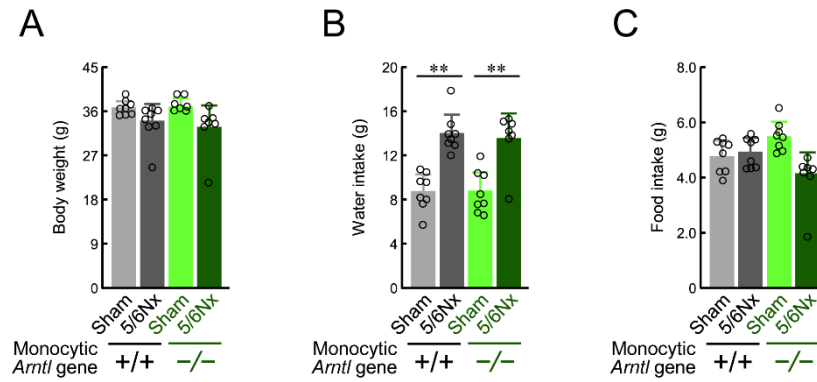 A
Body weight (g)
45
36
27
18
9
0
Sham
5/6Nx
Sham
5/6Nx
Monocytic
Arntl gene
+/+
−/−
B
Water intake (g)
20
16
12
8
4
0
**
**
Sham
5/6Nx
Sham
5/6Nx
Monocytic
Arntl gene
+/+
−/−
C
Food intake (g)
8.0
6.0
4.0
2.0
0
Sham
5/6Nx
Sham
5/6Nx
Monocytic
Arntl gene
+/+
−/−